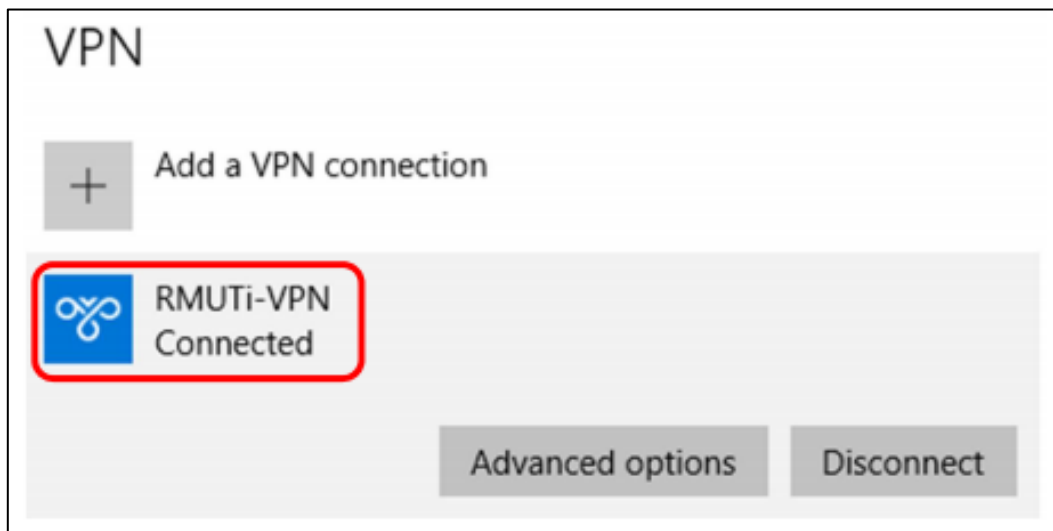 VPN
Add a VPN connection
RMUTi-VPN
Connected
Advanced options
Disconnect